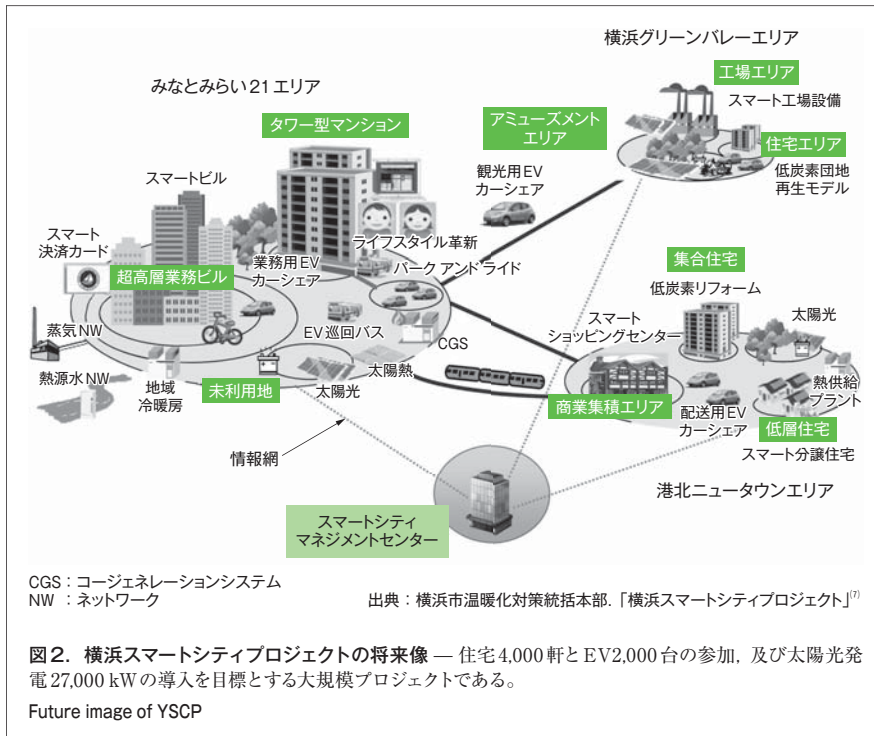 横浜グリーンバレーエリア
工場エリア
スマート工場設備
住宅エリア
低炭素団地
再生モデル
みなとみらい21エリア
タワー型マンション
アミューズメント
エリア
観光用EV
カーシェア
スマートビル
スマート
決済カード
超高層業務ビル
業務用EV
カーシェア
ライフスタイル革新
パーク アンド ライド
蒸気NW
熱源水NW
地域
冷暖房
EV巡回バス
CGS
太陽熱
太陽光
未利用地
集合住宅
低炭素リフォーム
スマート
ショッピングセンター
太陽光
熱供給
プラント
商業集積エリア
配送用EV
カーシェア
低層住宅
スマート分譲住宅
港北ニュータウンエリア
情報網
スマートシティ
マネジメントセンター
CGS：コージェネレーションシステム
NW ：ネットワーク
出典：横浜市温暖化対策統括本部．「横浜スマートシティプロジェクト」(7)
図2．横浜スマートシティプロジェクトの将来像 — 住宅4,000軒とEV2,000台の参加，及び太陽光発
電27,000 kWの導入を目標とする大規模プロジェクトである。
Future image of YSCP